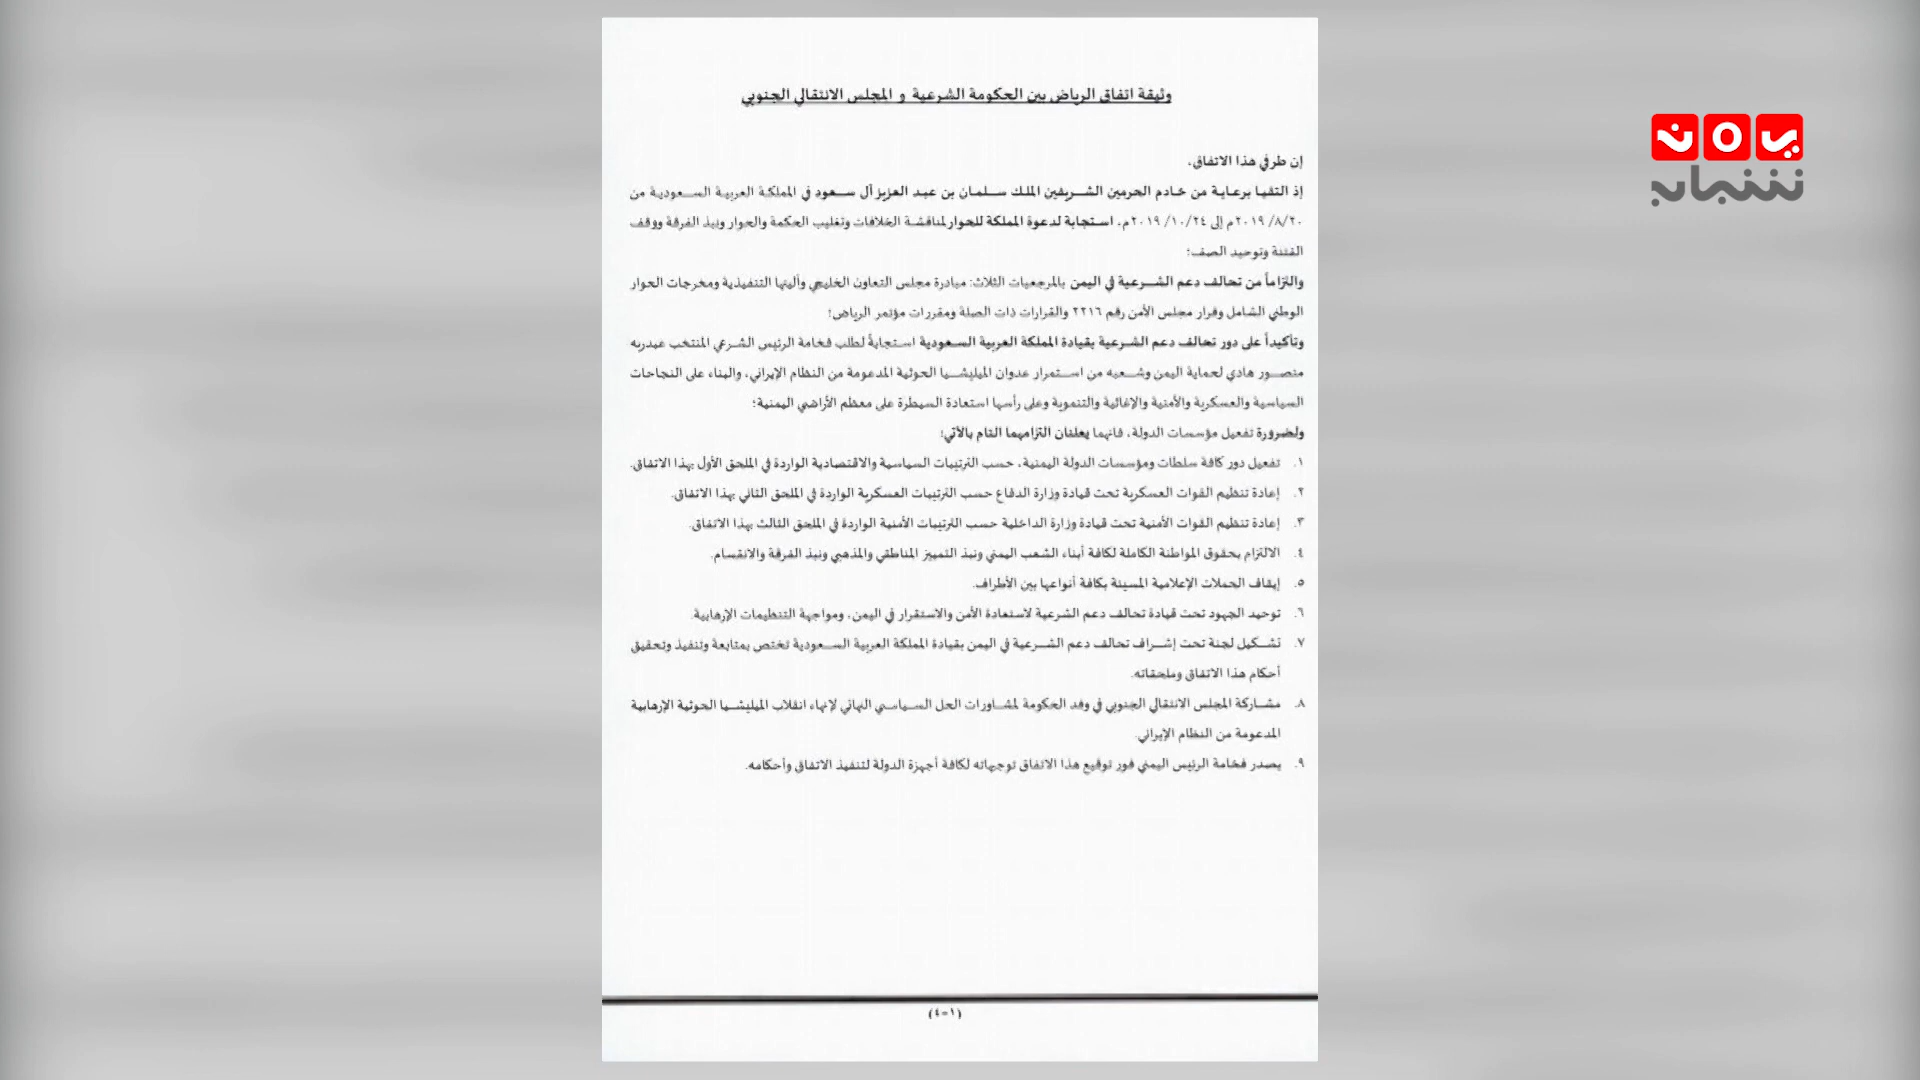 وثيقة اتفاق الرياض بين الحكومة الشرعية و المجلس الانتقالي الجنوبي
يمن
شباب
إن طرفي هذا الاتفاق،
إذ التقيا برعاية من خادم الحرمين الشريفين الملك سلمان بن عبد العزيز آل سعود في المملكة العربية السعودية من
٢٠١٩/٨/٢٠م إلى ٢٠١٩/١٠/٢٤م، استجابة لدعوة المملكة للحوار لمناقشة الخلافات وتغليب الحكمة والحوار ونبذ الفرقة ووقف
الفتنة وتوحيد الصف؛
والتزاماً من تحالف دعم الشرعية في اليمن بالمرجعيات الثلاث: مبادرة مجلس التعاون الخليجي وآليتها التنفيذية ومخرجات الحوار
الوطني الشامل وقرار مجلس الأمن رقم ٢٢١٦ والقرارات ذات الصلة ومقررات مؤتمر الرياض؛
وتأكيداً على دور تحالف دعم الشرعية بقيادة المملكة العربية السعودية استجابةً لطلب فخامة الرئيس الشرعي المنتخب عبدربه
منصور هادي لحماية اليمن وشعبه من استمرار عدوان الميليشيا الحوثية المدعومة من النظام الإيراني، والبناء على النجاحات
السياسية والعسكرية والأمنية والإغاثية والتنموية وعلى رأسها استعادة السيطرة على معظم الأراضي اليمنية؛
ولضرورة تفعيل مؤسسات الدولة، فانهما يعلنان التزامهما التام بالآتي؛
١. تفعيل دور كافة سلطات ومؤسسات الدولة اليمنية، حسب الترتيبات السياسية والاقتصادية الواردة في الملحق الأول بهذا الاتفاق.
٢. إعادة تنظيم القوات العسكرية تحت قيادة وزارة الدفاع حسب الترتيبات العسكرية الواردة في الملحق الثاني بهذا الاتفاق.
٣. إعادة تنظيم القوات الأمنية تحت قيادة وزارة الداخلية حسب الترتيبات الأمنية الواردة في الملحق الثالث بهذا الاتفاق.
٤. الالتزام بحقوق المواطنة الكاملة لكافة أبناء الشعب اليمني ونبذ التمييز المناطقي والمذهبي ونبذ الفرقة والانقسام.
٥. إيقاف الحملات الإعلامية المسيئة بكافة أنواعها بين الأطراف.
٦. توحيد الجهود تحت قيادة تحالف دعم الشرعية لاستعادة الأمن والاستقرار في اليمن، ومواجهة التنظيمات الإرهابية.
٧. تشكيل لجنة تحت إشراف تحالف دعم الشرعية في اليمن بقيادة المملكة العربية السعودية تختص بمتابعة وتنفيذ وتحقيق
أحكام هذا الاتفاق وملحقاته.
٨. مشاركة المجلس الانتقالي الجنوبي في وفد الحكومة لمشاورات الحل السياسي النهائي لإنهاء انقلاب الميليشيا الحوثية الإرهابية
المدعومة من النظام الإيراني.
٩. يصدر فخامة الرئيس اليمني فور توقيع هذا الاتفاق توجيهاته لكافة أجهزة الدولة لتنفيذ الاتفاق وأحكامه.
(١-٤)